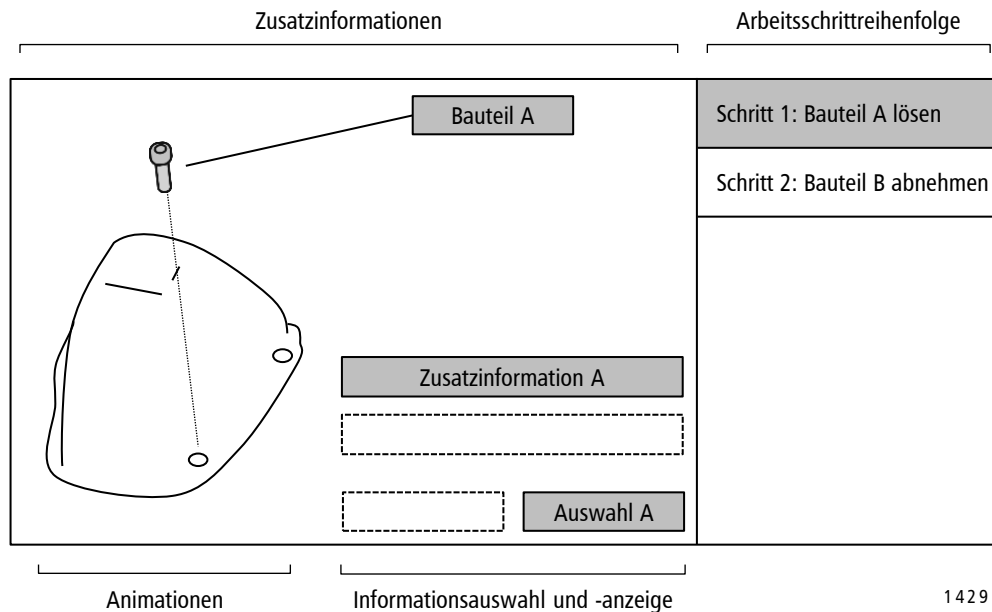 Zusatzinformationen
Arbeitsschrittreihenfolge
Bauteil A
Schritt 1: Bauteil A lösen
Schritt 2: Bauteil B abnehmen
Zusatzinformation A
Auswahl A
Animationen
Informationsauswahl und -anzeige
1429